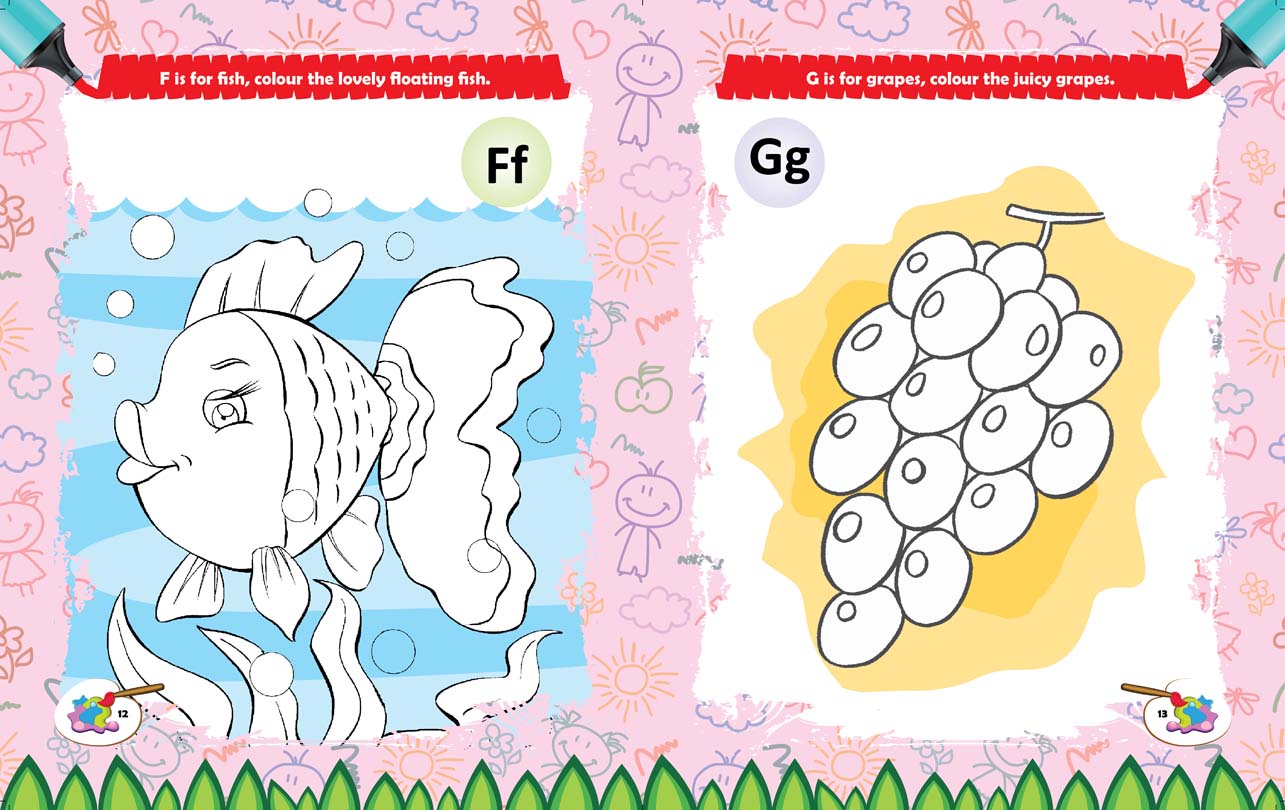 F is for fish, colour the lovely floating fish.
Ff
12
G is for grapes, colour the juicy grapes.
Gg
13